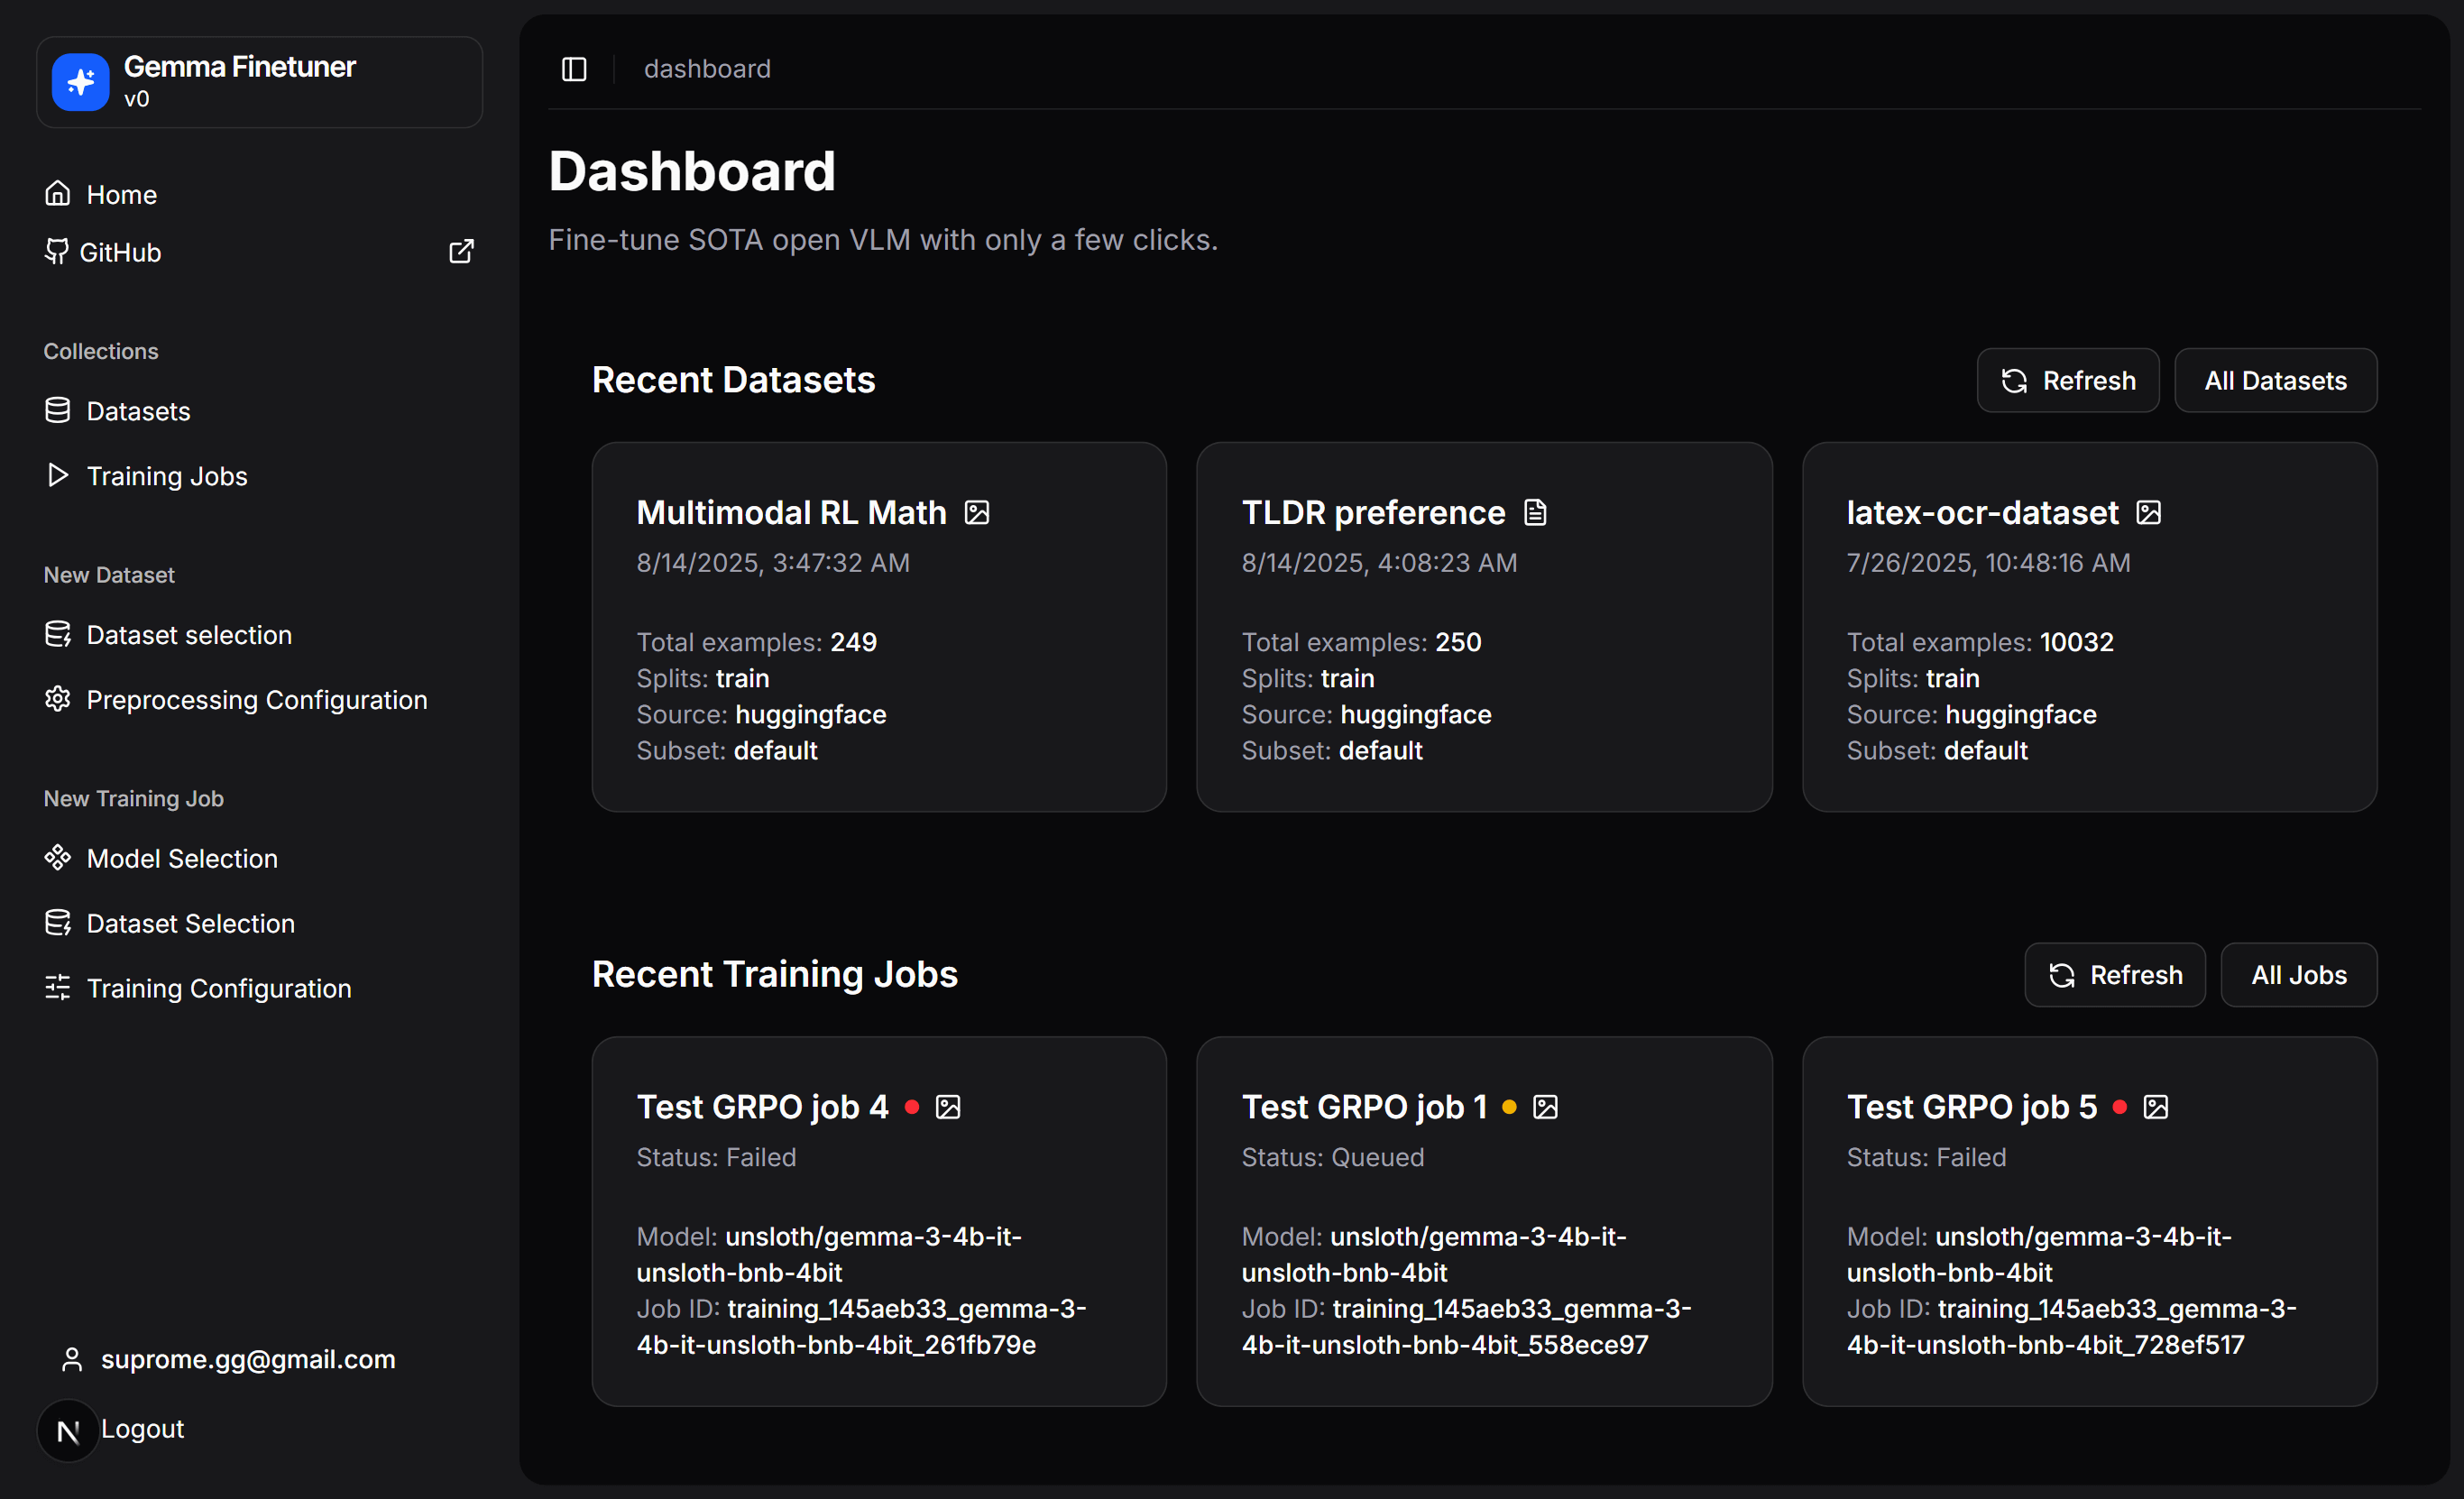 Gemma Finetuner
v0
Home
GitHub
Collections
Datasets
Training Jobs
New Dataset
Dataset selection
Preprocessing Configuration
New Training Job
Model Selection
Dataset Selection
Training Configuration
suprome.gg@gmail.com
N
Logout
dashboard
Dashboard
Fine-tune SOTA open VLM with only a few clicks.
Recent Datasets
Refresh
All Datasets
Multimodal RL Math
8/14/2025, 3:47:32 AM
Total examples: 249
Splits: train
Source: huggingface
Subset: default
TLDR preference
8/14/2025, 4:08:23 AM
Total examples: 250
Splits: train
Source: huggingface
Subset: default
latex-ocr-dataset
7/26/2025, 10:48:16 AM
Total examples: 10032
Splits: train
Source: huggingface
Subset: default
Recent Training Jobs
Refresh
All Jobs
Test GRPO job 4
Status: Failed
Model: unsloth/gemma-3-4b-it-
unsloth-bnb-4bit
Job ID: training_145aeb33_gemma-3-
4b-it-unsloth-bnb-4bit_261fb79e
Test GRPO job 1
Status: Queued
Model: unsloth/gemma-3-4b-it-
unsloth-bnb-4bit
Job ID: training_145aeb33_gemma-3-
4b-it-unsloth-bnb-4bit_558ece97
Test GRPO job 5
Status: Failed
Model: unsloth/gemma-3-4b-it-
unsloth-bnb-4bit
Job ID: training_145aeb33_gemma-3-
4b-it-unsloth-bnb-4bit_728ef517